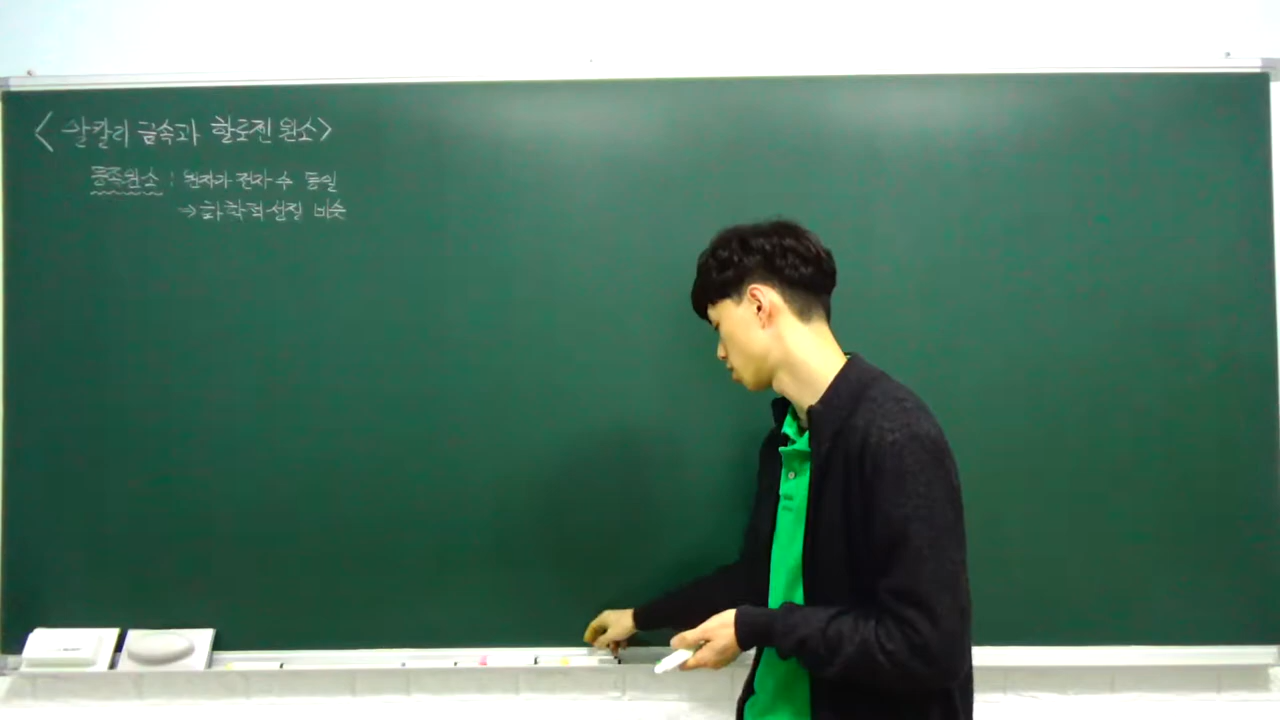 <알칼리 금속과 할로젠 원소>
동족원소 : 원자가 전자 수 동일
⇒ 화학적 성질 비슷